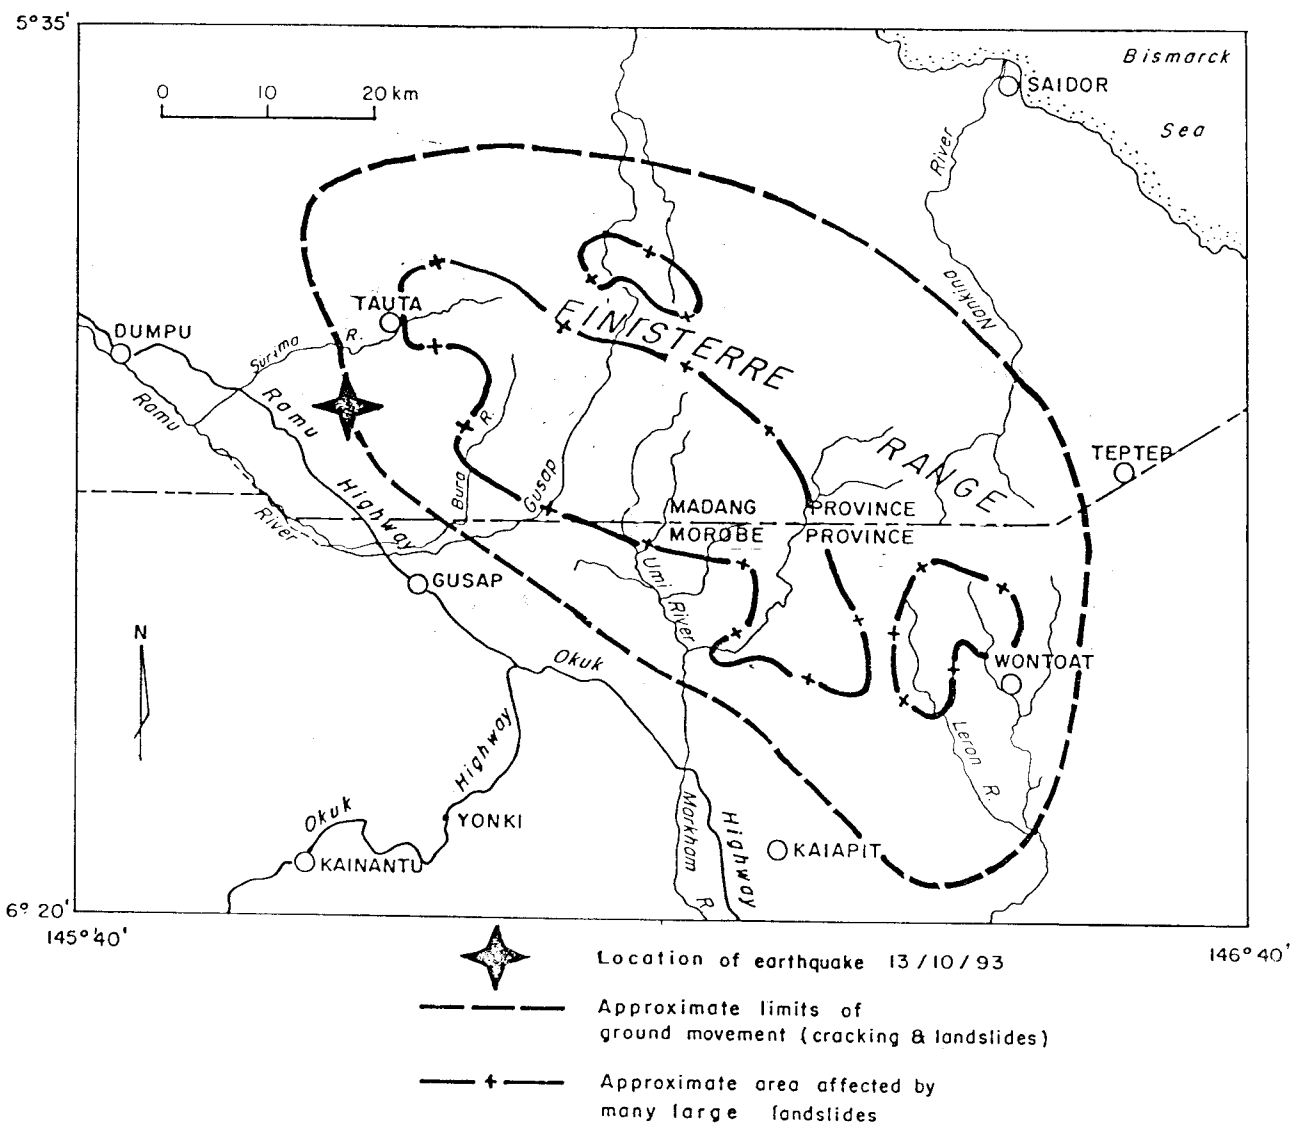 5°35'
Bismarck
Sea
SAIDOR
0 10 20 km
River
Nankina
TAUTA
FINISTERRE
DUMPU
Surima R.
Ramu
Ramu
Highway
River
Bura R.
Gusap
RANGE
TEPTEP
MADANG PROVINCE
MOROBE PROVINCE
GUSAP
Umi River
N
Okuk
WONTOAT
Highway
Leron R.
Okuk
YONKI
Markham R.
Highway
KAIAPIT
KAINANTU
6°20'
145°40'
146°40'
Location of earthquake 13/10/93
Approximate limits of
ground movement (cracking & landslides)
Approximate area affected by
many large landslides